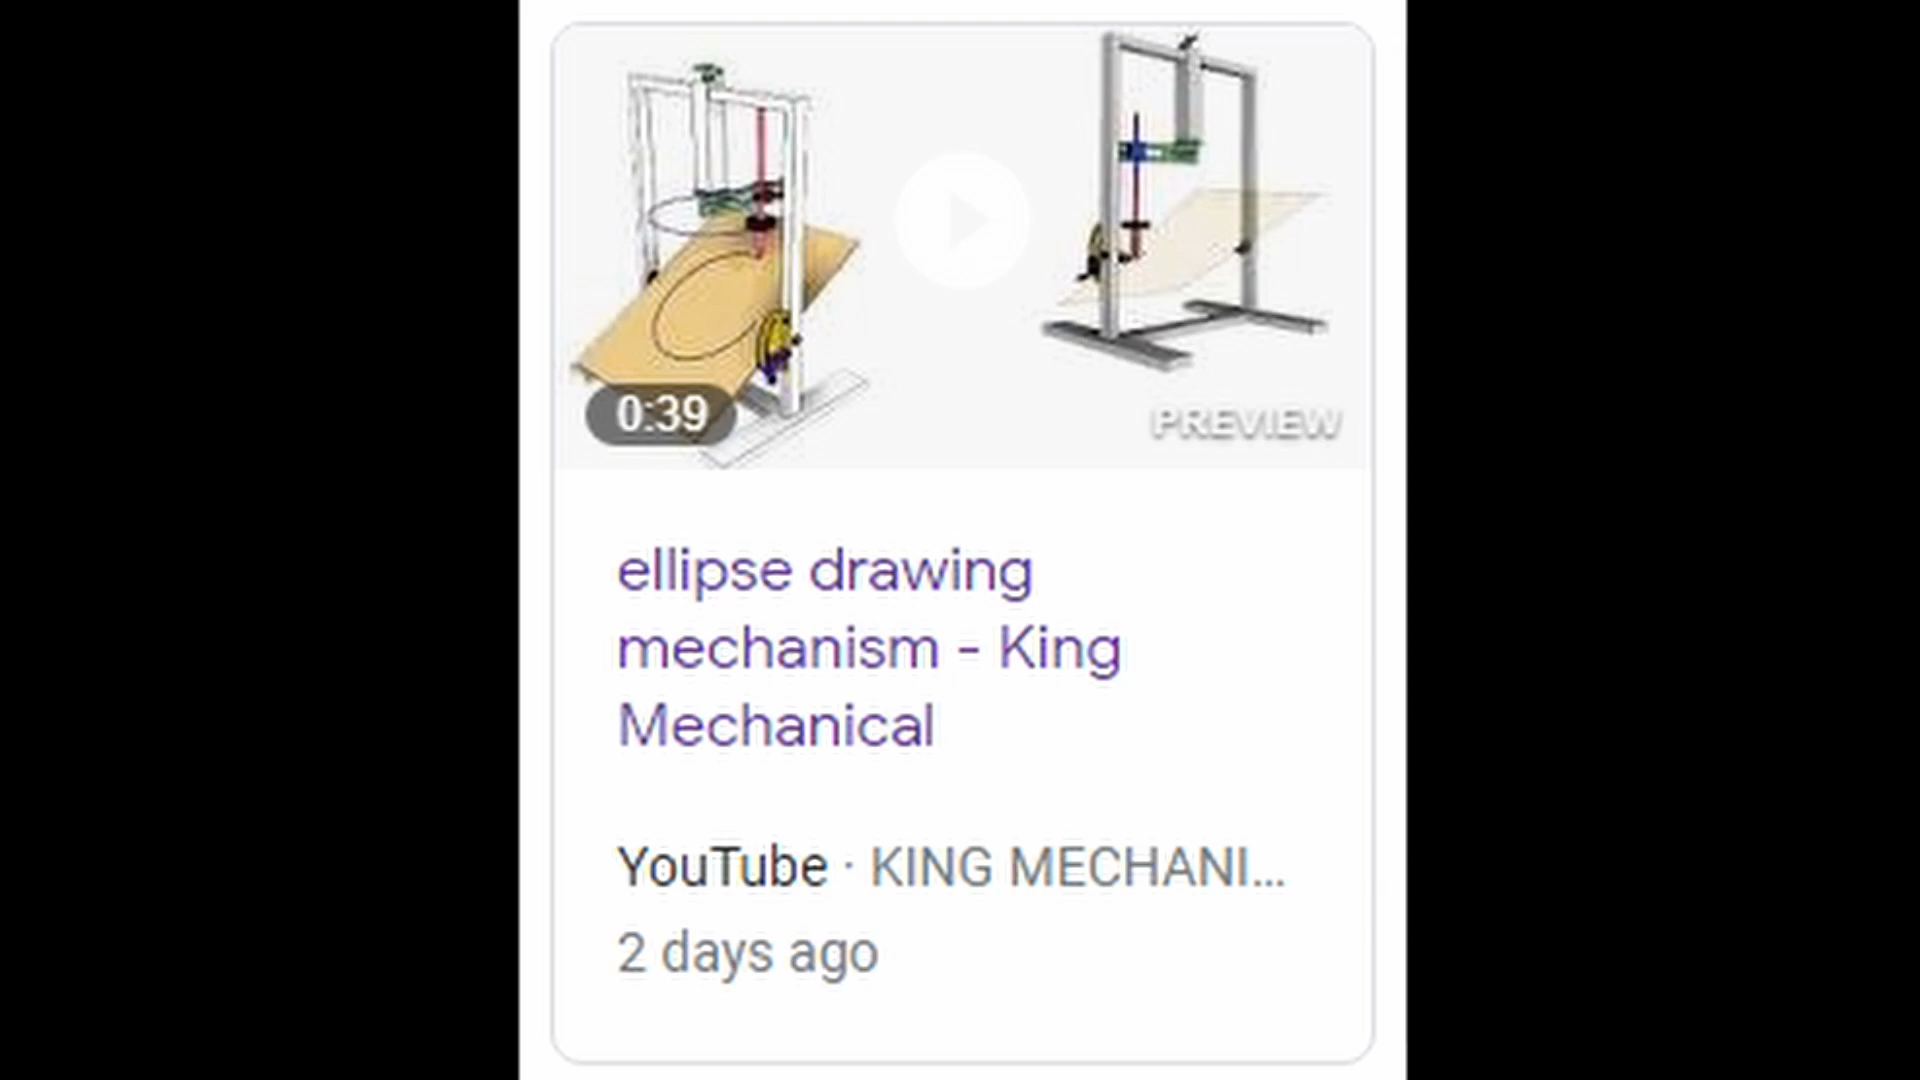 0:39
PREVIEW
ellipse drawing
mechanism - King
Mechanical
YouTube · KING MECHANI...
2 days ago